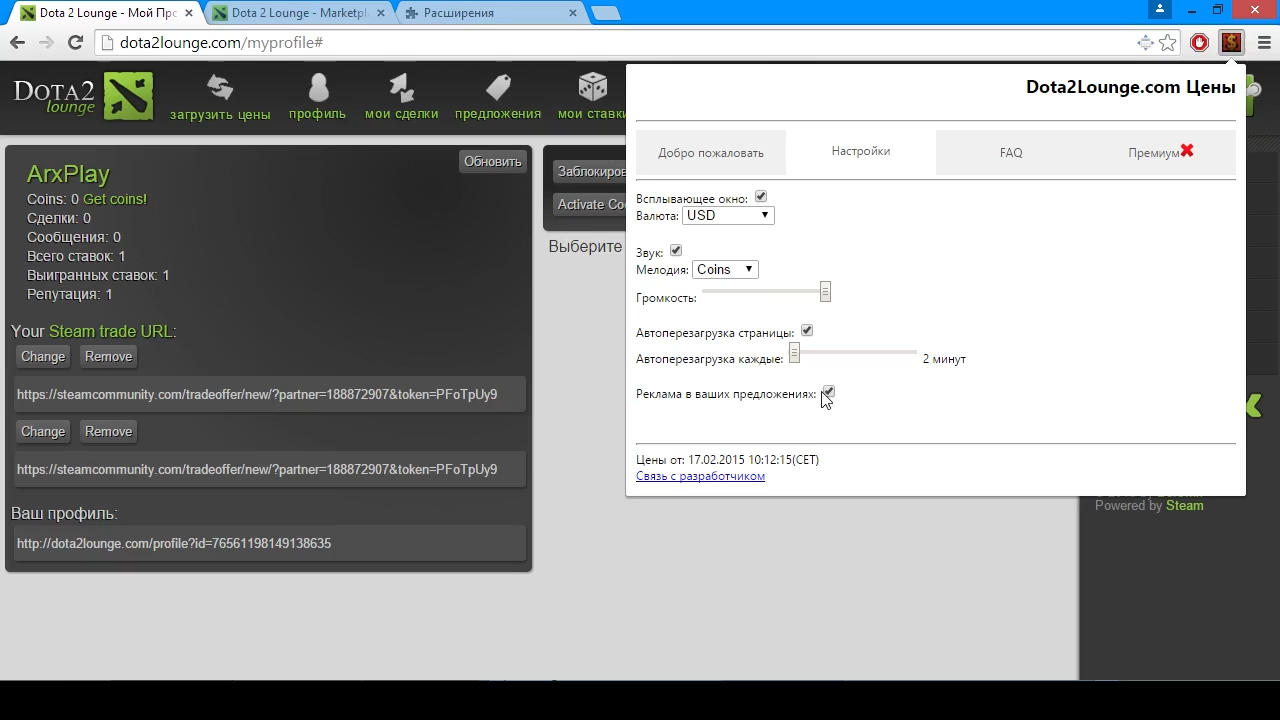 Dota 2 Lounge - Мой Про
Dota 2 Lounge - Marketpl
Расширения
dota2lounge.com/myprofile#
DOTA2
lounge
загрузить цены
профиль
мои сделки
предложения
мои ставки
ArxPlay
Обновить
Coins: 0 Get coins!
Сделки: 0
Сообщения: 0
Всего ставок: 1
Выигранных ставок: 1
Репутация: 1
Your Steam trade URL:
Change Remove
https://steamcommunity.com/tradeoffer/new/?partner=188872907&token=PFoTpUy9
Change Remove
https://steamcommunity.com/tradeoffer/new/?partner=188872907&token=PFoTpUy9
Ваш профиль:
http://dota2lounge.com/profile?id=76561198149138635
Заблокиров
Activate Co
Выберите
Dota2Lounge.com Цены
Добро пожаловать
Настройки
FAQ
Премиум
Всплывающее окно:
Валюта: USD
Звук:
Мелодия: Coins
Громкость:
Автоперезагрузка страницы:
Автоперезагрузка каждые: 2 минут
Реклама в ваших предложениях:
Цены от: 17.02.2015 10:12:15(CET)
Связь с разработчиком
Powered by Steam